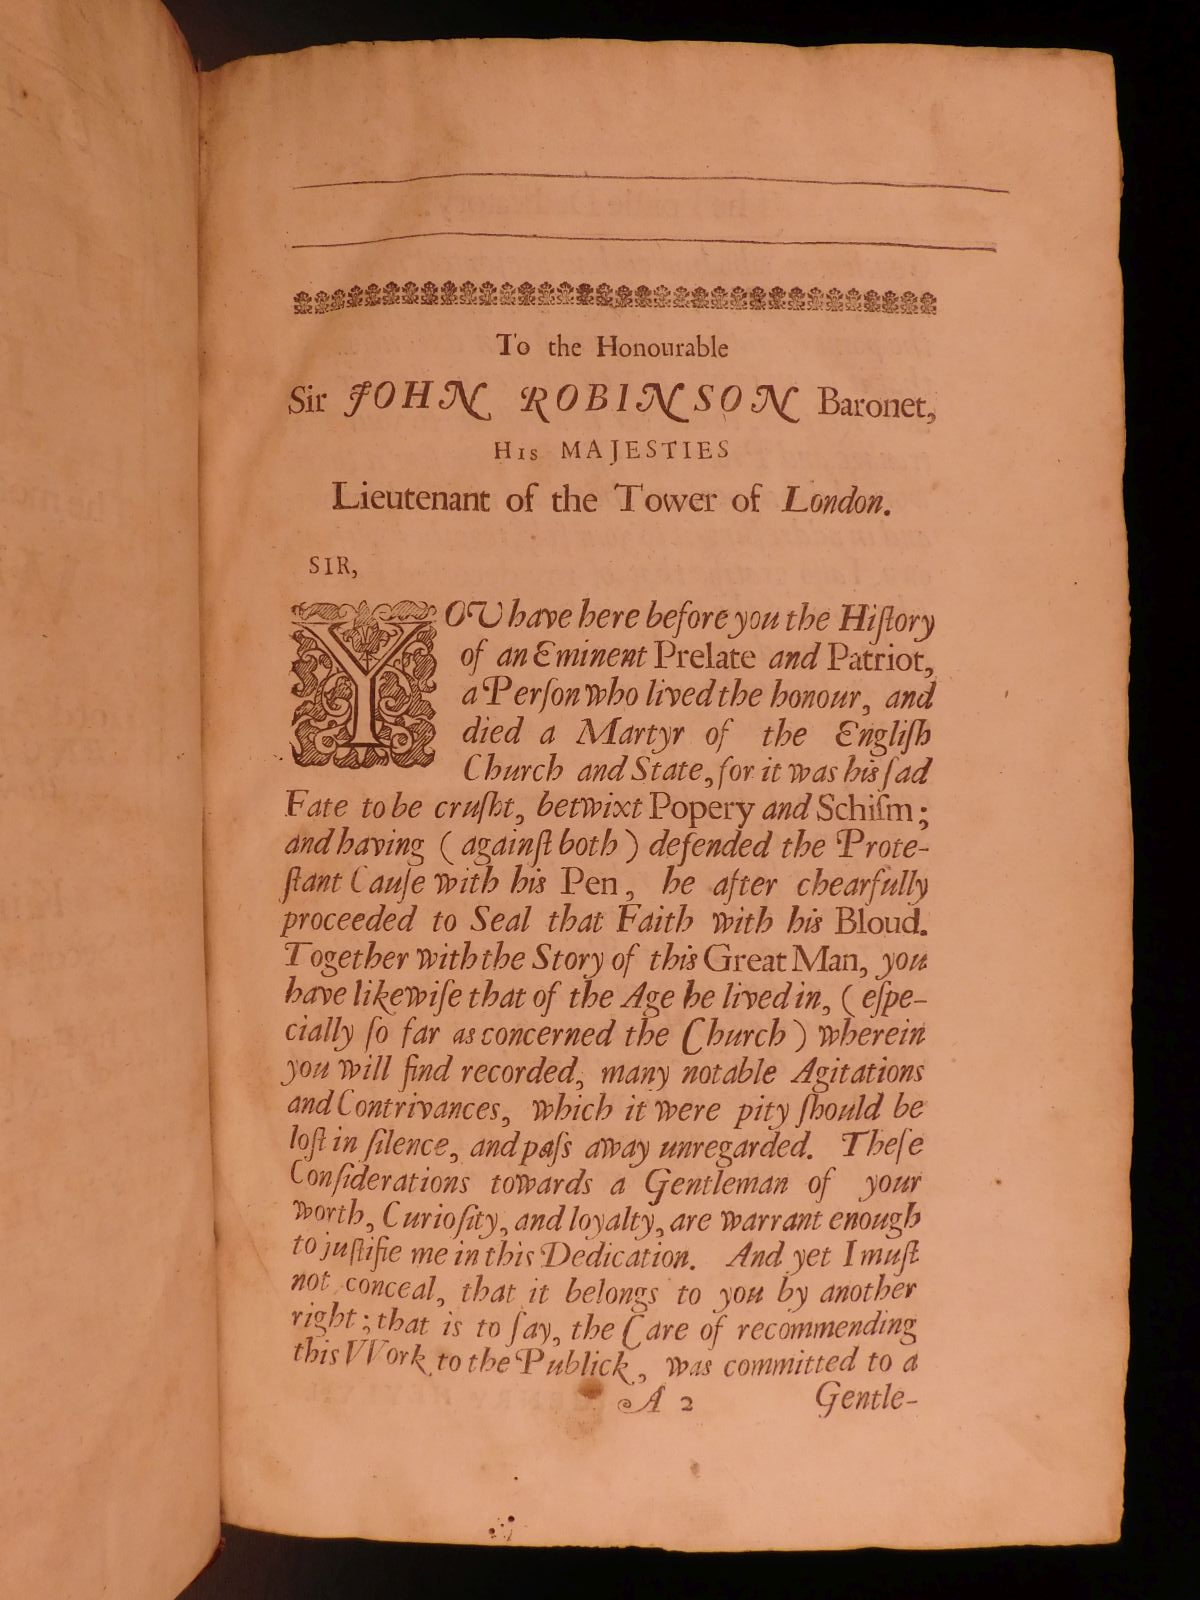 To the Honourable
Sir JOHN ROBINSON Baronet,
His MAJESTIES
Lieutenant of the Tower of London.
SIR,
YOU have here before you the Hiſtory
of an Eminent Prelate and Patriot,
a Perſon who lived the honour, and
died a Martyr of the Engliſh
Church and State, for it was his ſad
Fate to be cruſht, betwixt Popery and Schiſm;
and having (againſt both) defended the Prote-
ſtant Cauſe with his Pen, he after chearfully
proceeded to Seal that Faith with his Bloud.
Together with the Story of this Great Man, you
have likewiſe that of the Age he lived in, (eſpe-
cially ſo far as concerned the Church) wherein
you will find recorded, many notable Agitations
and Contrivances, which it were pity ſhould be
loſt in ſilence, and paſs away unregarded. Theſe
Conſiderations towards a Gentleman of your
worth, Curioſity, and loyalty, are warrant enough
to juſtifie me in this Dedication. And yet I muſt
not conceal, that it belongs to you by another
right; that is to ſay, the Care of recommending
this VVork to the Publick, was committed to a
A 2 Gentle-